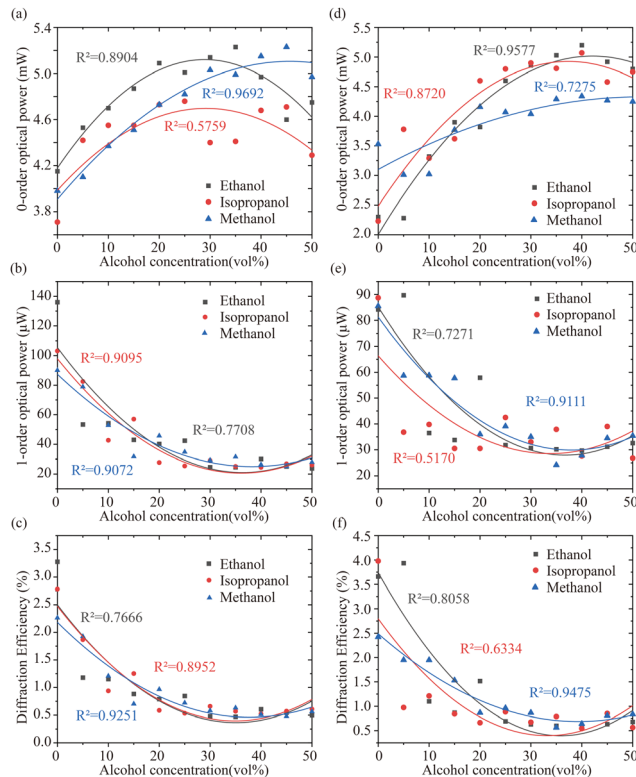 (a)
0-order optical power (mW)
5.2
4.8
4.4
4.0
3.6
R²=0.8904
R²=0.9692
R²=0.5759
Ethanol
Isopropanol
Methanol
0
10
20
30
40
50
Alcohol concentration(vol%)
(d)
0-order optical power (mW)
5.5
5.0
4.5
4.0
3.5
3.0
2.5
2.0
R²=0.9577
R²=0.8720
R²=0.7275
Ethanol
Isopropanol
Methanol
0
10
20
30
40
50
Alcohol concentration(vol%)
(b)
1-order optical power (μW)
140
120
100
80
60
40
20
Ethanol
Isopropanol
Methanol
R²=0.9095
R²=0.7708
R²=0.9072
0
10
20
30
40
50
Alcohol concentration(vol%)
(e)
1-order optical power (μW)
90
80
70
60
50
40
30
20
Ethanol
Isopropanol
Methanol
R²=0.7271
R²=0.9111
R²=0.5170
0
10
20
30
40
50
Alcohol concentration(vol%)
(c)
Diffraction Efficiency (%)
3.5
3.0
2.5
2.0
1.5
1.0
0.5
0.0
Ethanol
Isopropanol
Methanol
R²=0.7666
R²=0.8952
R²=0.9251
0
10
20
30
40
50
Alcohol concentration(vol%)
(f)
Diffraction Efficiency (%)
4.5
4.0
3.5
3.0
2.5
2.0
1.5
1.0
0.5
Ethanol
Isopropanol
Methanol
R²=0.8058
R²=0.6334
R²=0.9475
0
10
20
30
40
50
Alcohol concentration(vol%)